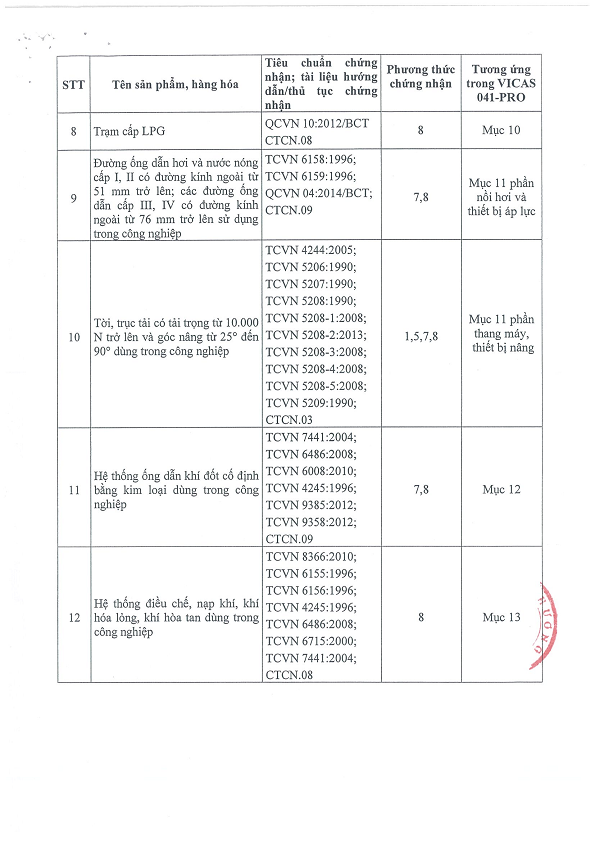 STT
Tên sản phẩm, hàng hóa
Tiêu chuẩn chứng
nhận; tài liệu hướng
dẫn/thủ tục chứng
nhận
Phương thức
chứng nhận
Tương ứng
trong VICAS
041-PRO
8
Trạm cấp LPG
QCVN 10:2012/BCT
CTCN.08
8
Mục 10
9
Đường ống dẫn hơi và nước nóng
cấp I, II có đường kính ngoài từ
51 mm trở lên; các đường ống
dẫn cấp III, IV có đường kính
ngoài từ 76 mm trở lên sử dụng
trong công nghiệp
TCVN 6158:1996;
TCVN 6159:1996;
QCVN 04:2014/BCT;
CTCN.09
7,8
Mục 11 phần
nồi hơi và
thiết bị áp lực
10
Tời, trục tải có tải trọng từ 10.000
N trở lên và góc nâng từ 25° đến
90° dùng trong công nghiệp
TCVN 4244:2005;
TCVN 5206:1990;
TCVN 5207:1990;
TCVN 5208:1990;
TCVN 5208-1:2008;
TCVN 5208-2:2013;
TCVN 5208-3:2008;
TCVN 5208-4:2008;
TCVN 5208-5:2008;
TCVN 5209:1990;
CTCN.03
1,5,7,8
Mục 11 phần
thang máy,
thiết bị nâng
11
Hệ thống ống dẫn khí đốt cố định
bằng kim loại dùng trong công
nghiệp
TCVN 7441:2004;
TCVN 6486:2008;
TCVN 6008:2010;
TCVN 4245:1996;
TCVN 9385:2012;
TCVN 9358:2012;
CTCN.09
7,8
Mục 12
12
Hệ thống điều chế, nạp khí, khí
hóa lỏng, khí hòa tan dùng trong
công nghiệp
TCVN 8366:2010;
TCVN 6155:1996;
TCVN 6156:1996;
TCVN 4245:1996;
TCVN 6486:2008;
TCVN 6715:2000;
TCVN 7441:2004;
CTCN.08
8
Mục 13